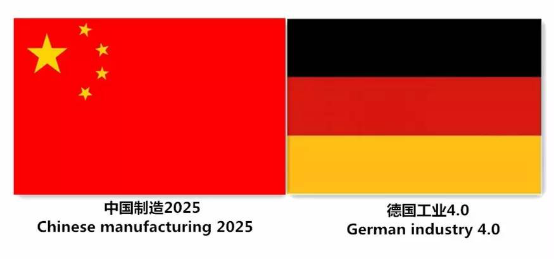 中国制造2025
Chinese manufacturing 2025
德国工业4.0
German industry 4.0